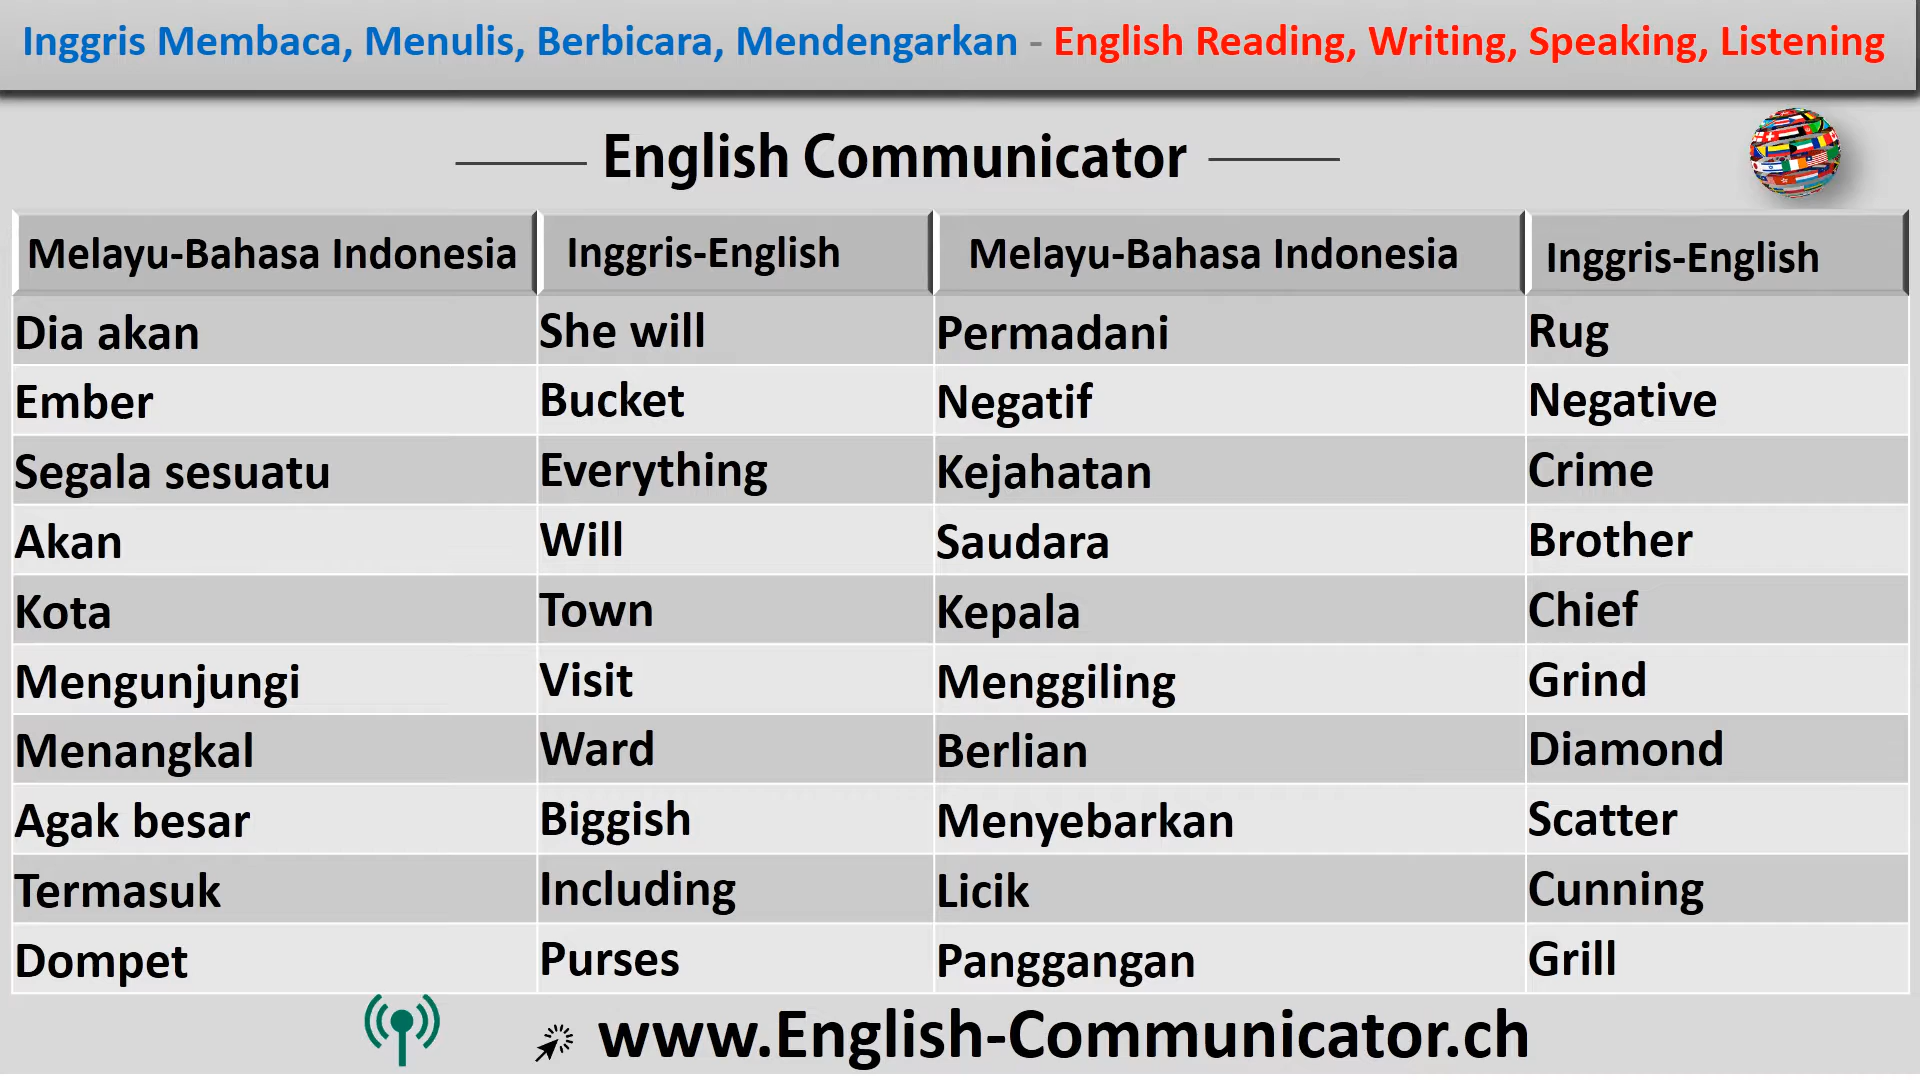 Inggris Membaca, Menulis, Berbicara, Mendengarkan - English Reading, Writing, Speaking, Listening
English Communicator
Melayu-Bahasa Indonesia Inggris-English Melayu-Bahasa Indonesia Inggris-English
Dia akan She will Permadani Rug
Ember Bucket Negatif Negative
Segala sesuatu Everything Kejahatan Crime
Akan Will Saudara Brother
Kota Town Kepala Chief
Mengunjungi Visit Menggiling Grind
Menangkal Ward Berlian Diamond
Agak besar Biggish Menyebarkan Scatter
Termasuk Including Licik Cunning
Dompet Purses Panggangan Grill
www.English-Communicator.ch